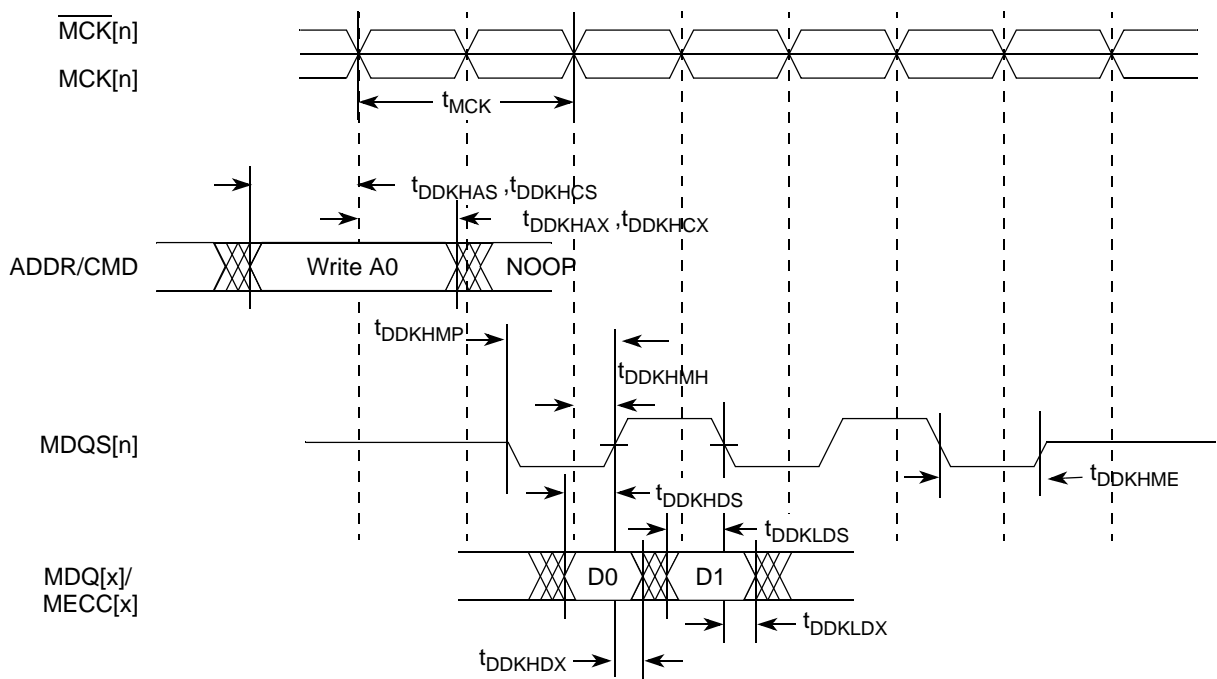 MCK[n]
MCK[n]
tMCK
tDDKHAS ,tDDKHCS
tDDKHAX ,tDDKHCX
ADDR/CMD
Write A0
NOOP
tDDKHMP
tDDKHMH
MDQS[n]
tDDKHME
tDDKHDS
tDDKLDS
MDQ[x]/
MECC[x]
D0
D1
tDDKLDX
tDDKHDX